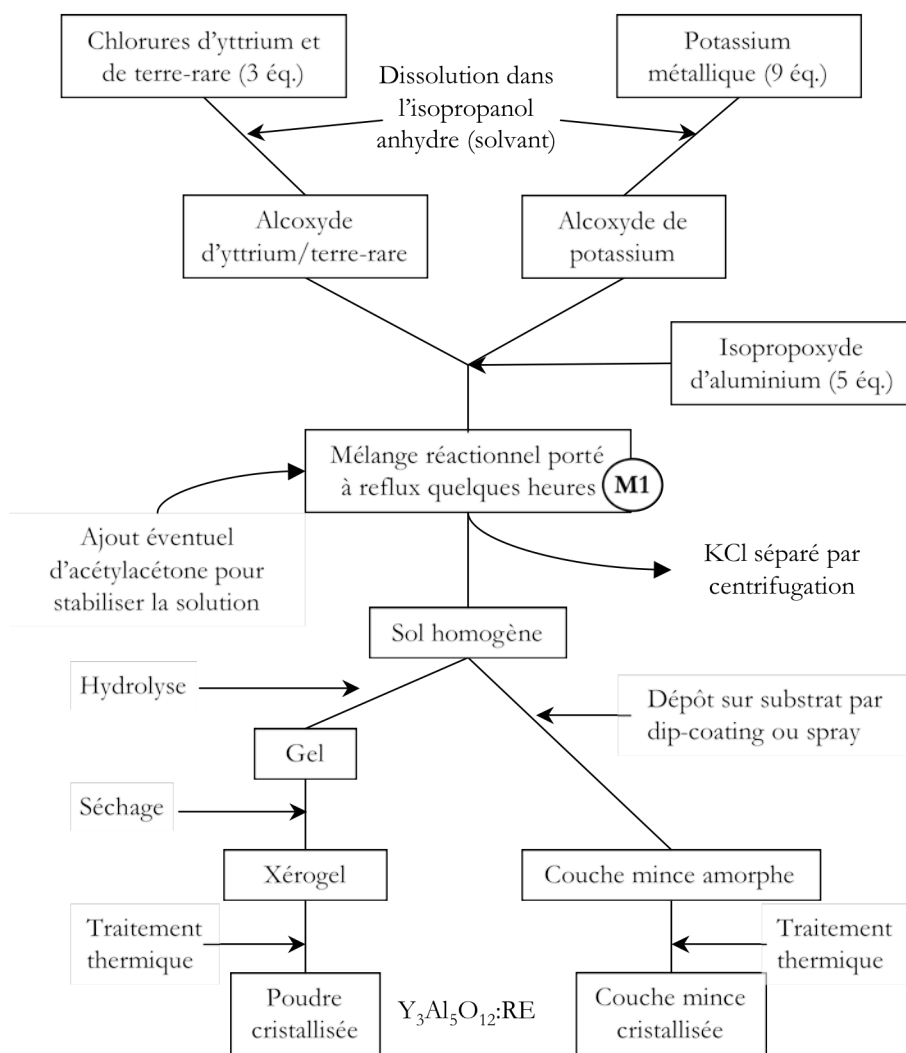 Chlorures d'yttrium et
de terre-rare (3 éq.)
Potassium
métallique (9 éq.)
Dissolution dans
l'isopropanol
anhydre (solvant)
Alcoxyde
d'yttrium/terre-rare
Alcoxyde de
potassium
Isopropoxyde
d'aluminium (5 éq.)
Mélange réactionnel porté
à reflux quelques heures
M1
Ajout éventuel
d'acétylacétone pour
stabiliser la solution
KCl séparé par
centrifugation
Sol homogène
Hydrolyse
Dépôt sur substrat par
dip-coating ou spray
Gel
Séchage
Xérogel
Couche mince amorphe
Traitement
thermique
Traitement
thermique
Poudre
cristallisée
Y₃Al₅O₁₂:RE
Couche mince
cristallisée